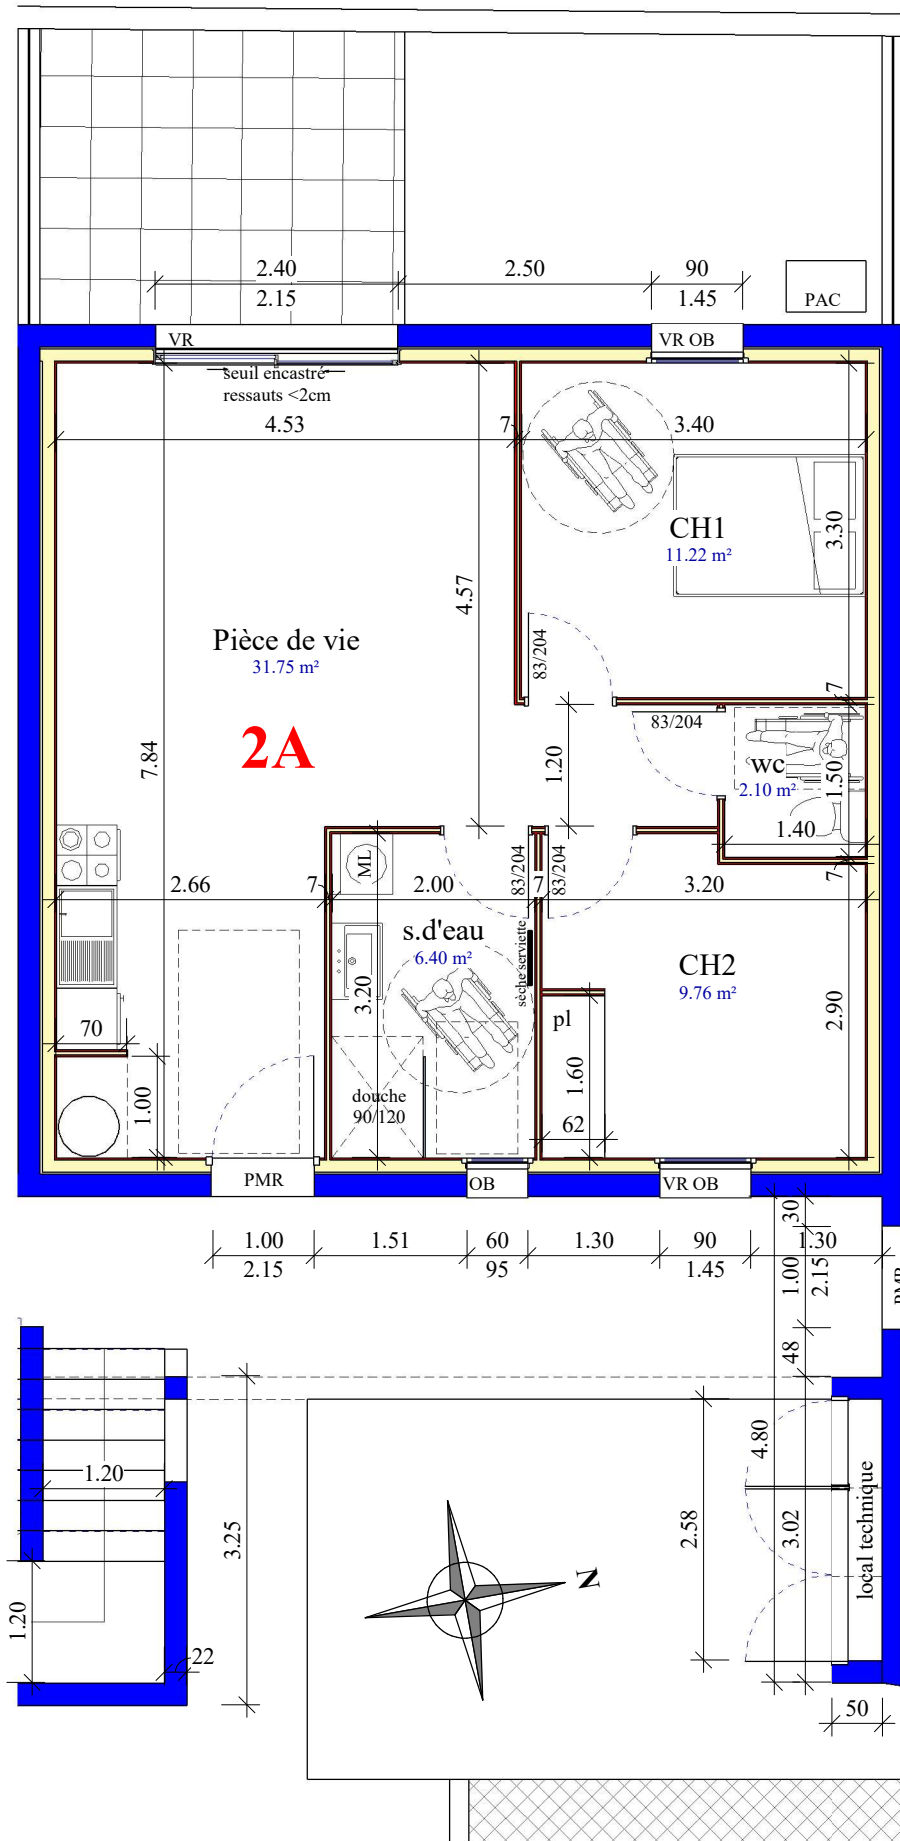 2.40
2.15
2.50
90
1.45
PAC
VR
VR OB
seuil encastré
ressauts <2cm
4.53
7
3.40
CH1
11.22 m²
3.30
4.57
Pièce de vie
31.75 m²
83/204
7
2A
7.84
1.20
83/204
wc
2.10 m²
1.50
1.40
ML
83/204
83/204
7
2.66
7
2.00
7
3.20
s.d'eau
6.40 m²
sèche serviette
CH2
9.76 m²
3.20
2.90
70
pl
1.60
1.00
douche
90/120
62
PMR
OB
VR OB
30
1.00
2.15
1.51
60
95
1.30
90
1.45
1.30
1.00
2.15
PMR
48
4.80
1.20
3.25
2.58
3.02
local technique
N
1.20
22
50